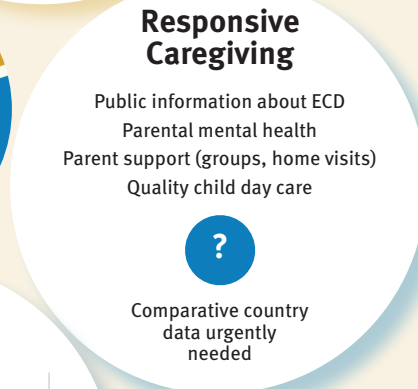 Responsive
Caregiving
Public information about ECD
Parental mental health
Parent support (groups, home visits)
Quality child day care
?
Comparative country
data urgently
needed